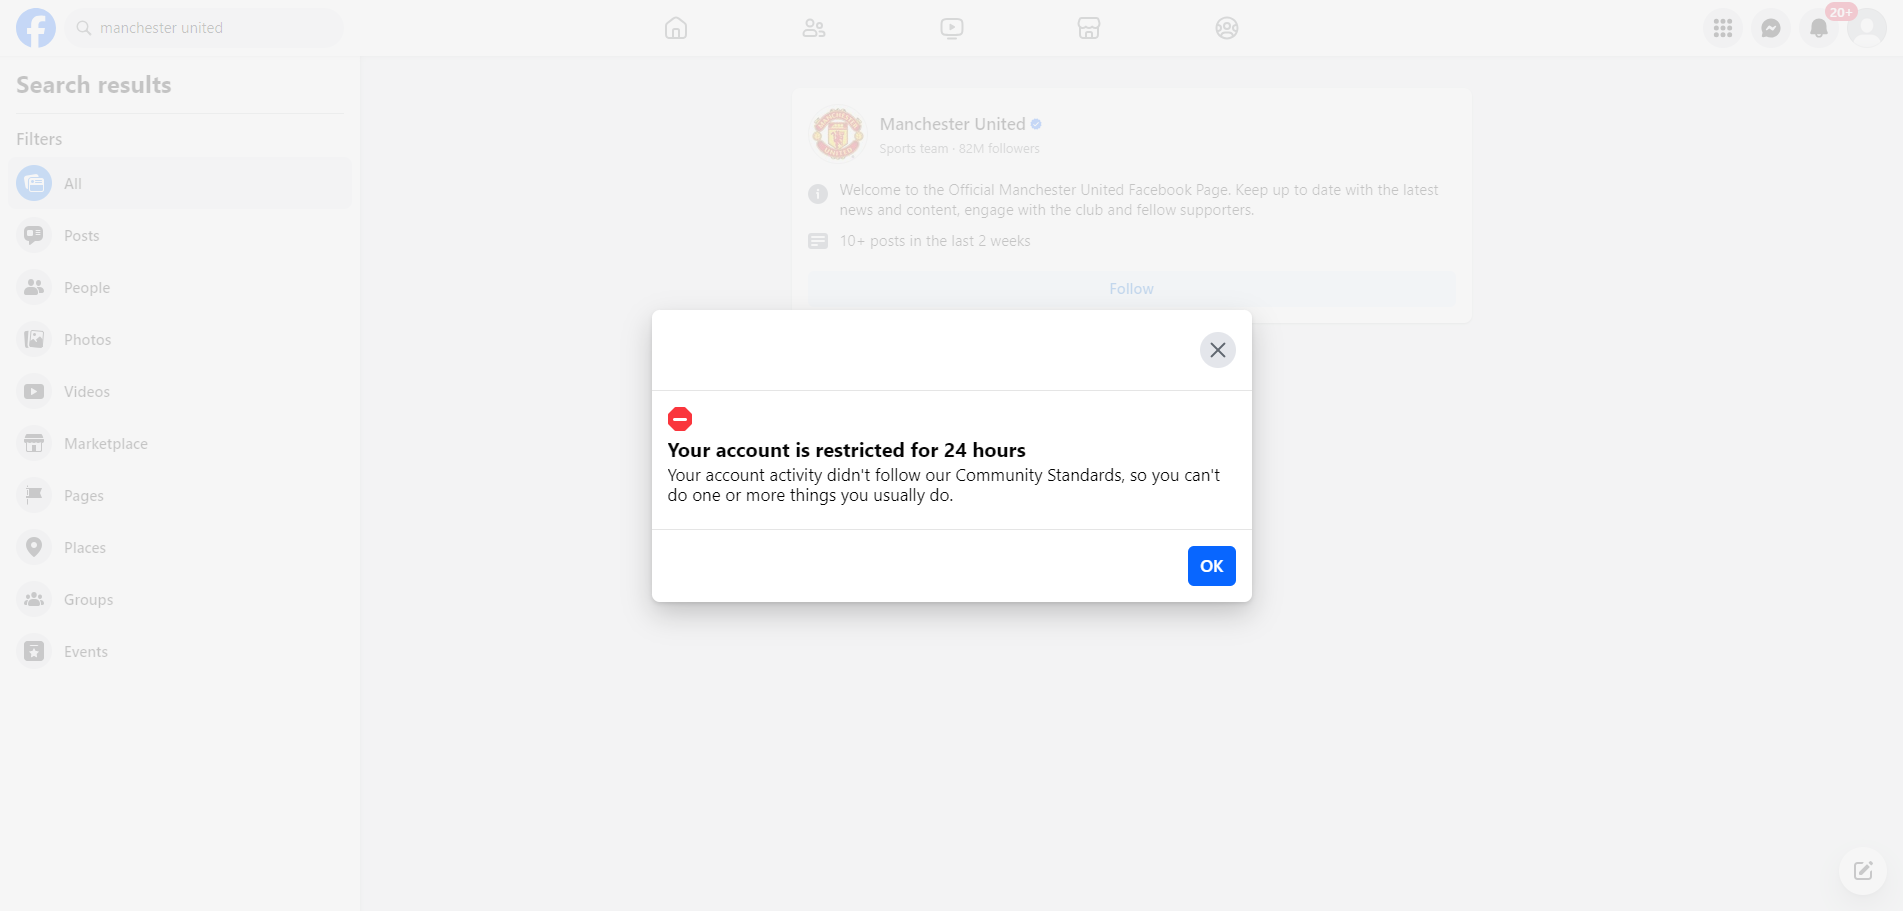 manchester united
20+
Search results
Filters
All
Posts
People
Photos
Videos
Marketplace
Pages
Places
Groups
Events
MANCHESTER
UNITED
Manchester United
Sports team · 82M followers
Welcome to the Official Manchester United Facebook Page. Keep up to date with the latest
news and content, engage with the club and fellow supporters.
10+ posts in the last 2 weeks
Follow
Your account is restricted for 24 hours
Your account activity didn't follow our Community Standards, so you can't
do one or more things you usually do.
OK